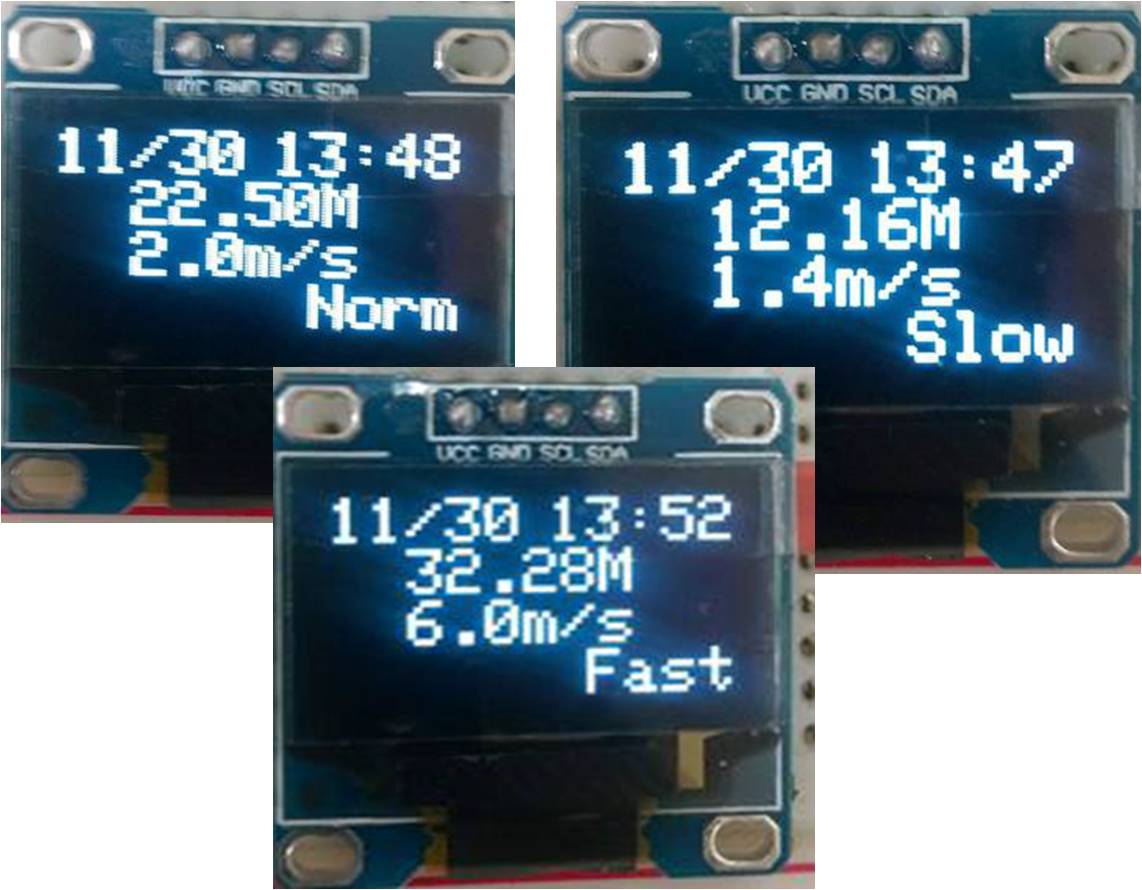 VCC GND SCL SDA
11/30 13:48
22.50M
2.0m/s
Norm
VCC GND SCL SDA
11/30 13:47
12.16M
1.4m/s
Slow
VCC GND SCL SDA
11/30 13:52
32.28M
6.0m/s
Fast